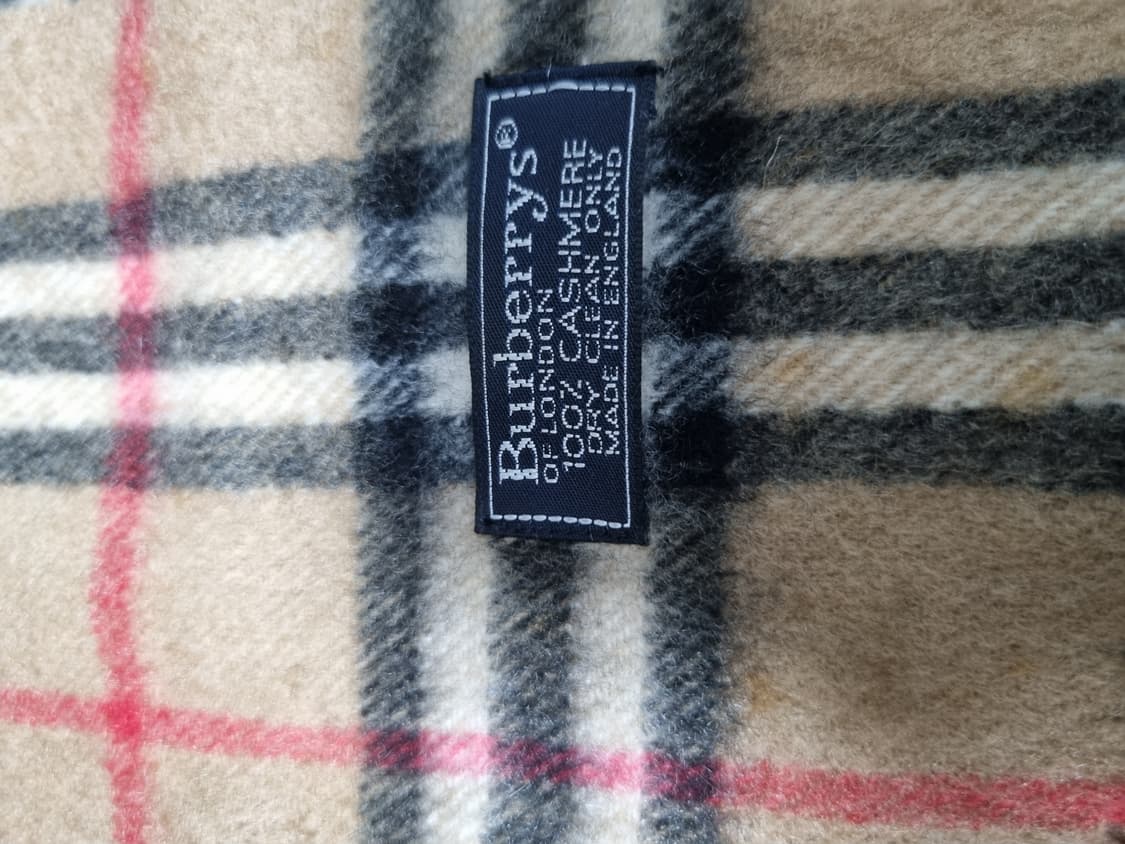 Burberrys®
OF LONDON
100% CASHMERE
DRY CLEAN ONLY
MADE IN ENGLAND